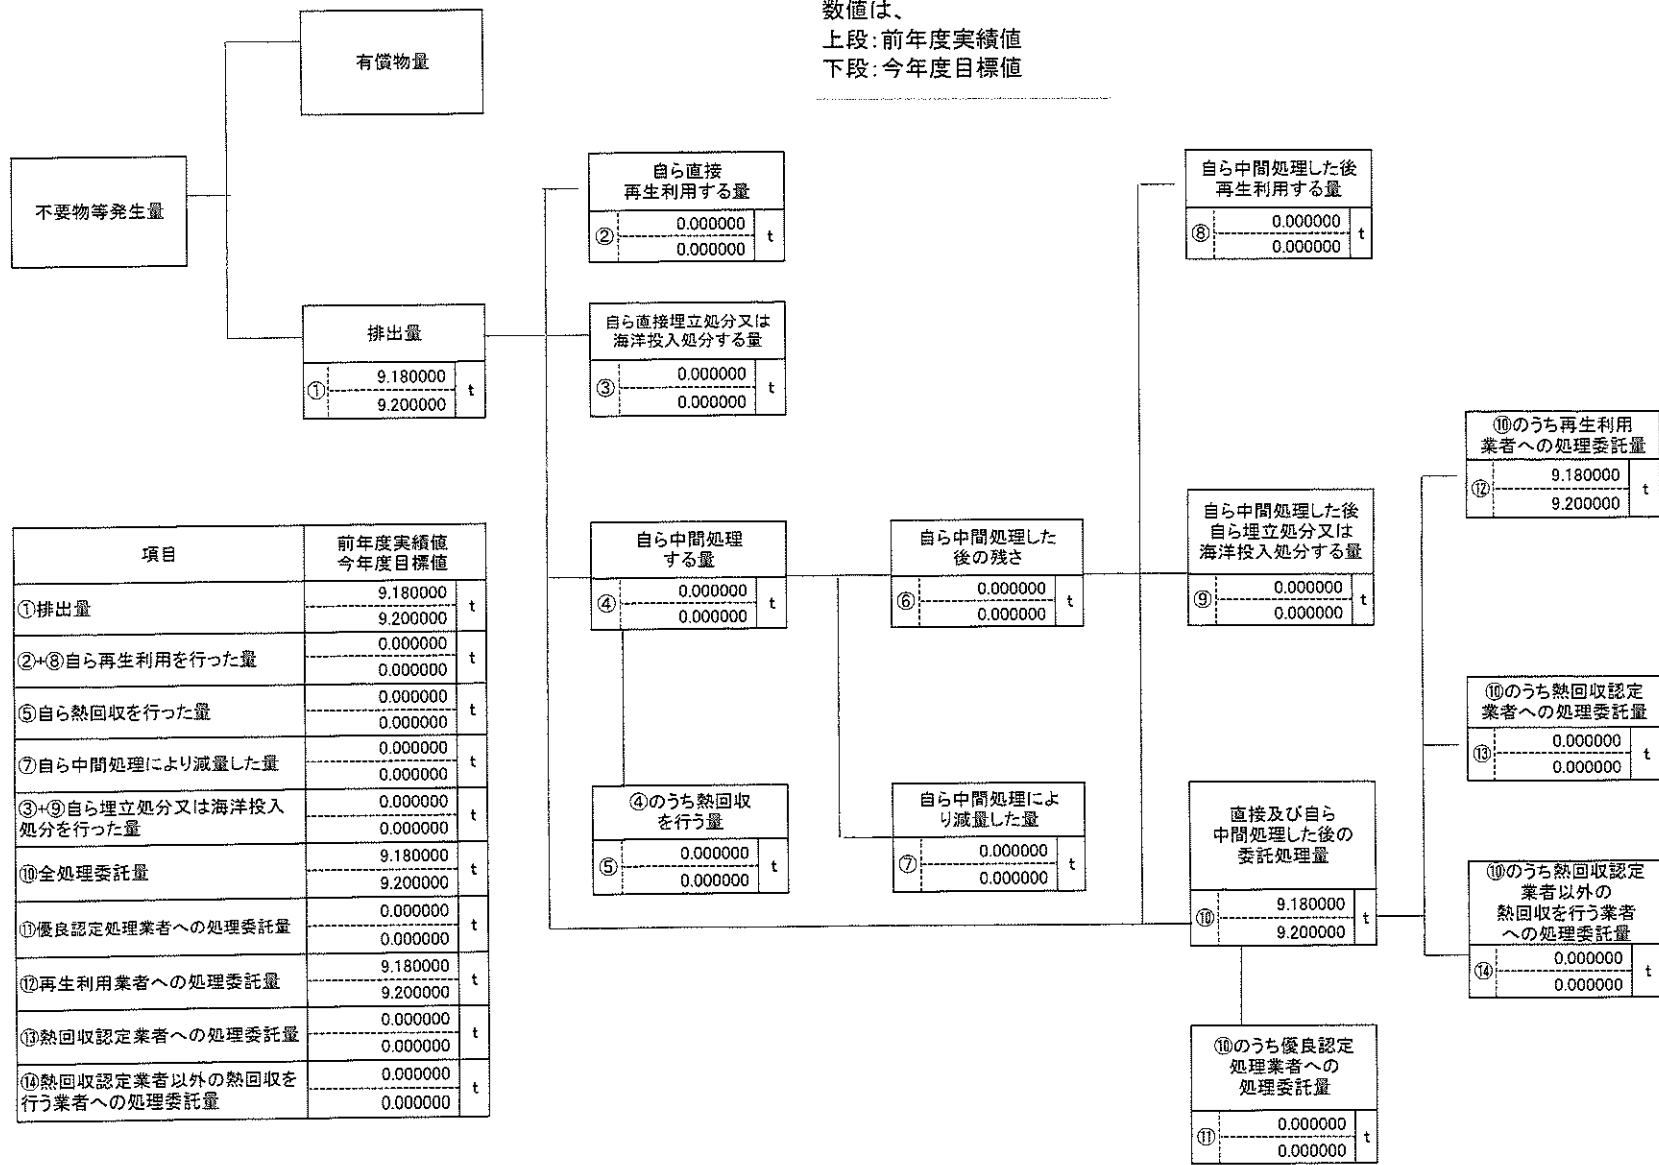 数値は、
上段:前年度実績値
下段:今年度目標値
有償物量
不要物等発生量
排出量
① 9.180000 t
9.200000
自ら直接
再生利用する量
② 0.000000 t
0.000000
自ら直接埋立処分又は
海洋投入処分する量
③ 0.000000 t
0.000000
自ら中間処理
する量
④ 0.000000 t
0.000000
④のうち熱回収
を行う量
⑤ 0.000000 t
0.000000
自ら中間処理した
後の残さ
⑥ 0.000000 t
0.000000
自ら中間処理によ
り減量した量
⑦ 0.000000 t
0.000000
自ら中間処理した後
再生利用する量
⑧ 0.000000 t
0.000000
自ら中間処理した後
自ら埋立処分又は
海洋投入処分する量
⑨ 0.000000 t
0.000000
直接及び自ら
中間処理した後の
委託処理量
⑩ 9.180000 t
9.200000
⑩のうち優良認定
処理業者への
処理委託量
⑪ 0.000000 t
0.000000
⑩のうち再生利用
業者への処理委託量
⑫ 9.180000 t
9.200000
⑩のうち熱回収認定
業者への処理委託量
⑬ 0.000000 t
0.000000
⑩のうち熱回収認定
業者以外の
熱回収を行う業者
への処理委託量
⑭ 0.000000 t
0.000000
項目 前年度実績値
今年度目標値
①排出量 9.180000 t
9.200000
②+⑧自ら再生利用を行った量 0.000000 t
0.000000
⑤自ら熱回収を行った量 0.000000 t
0.000000
⑦自ら中間処理により減量した量 0.000000 t
0.000000
③+⑨自ら埋立処分又は海洋投入 0.000000 t
処分を行った量 0.000000
⑩全処理委託量 9.180000 t
9.200000
⑪優良認定処理業者への処理委託量 0.000000 t
0.000000
⑫再生利用業者への処理委託量 9.180000 t
9.200000
⑬熱回収認定業者への処理委託量 0.000000 t
0.000000
⑭熱回収認定業者以外の熱回収を 0.000000 t
行う業者への処理委託量 0.000000